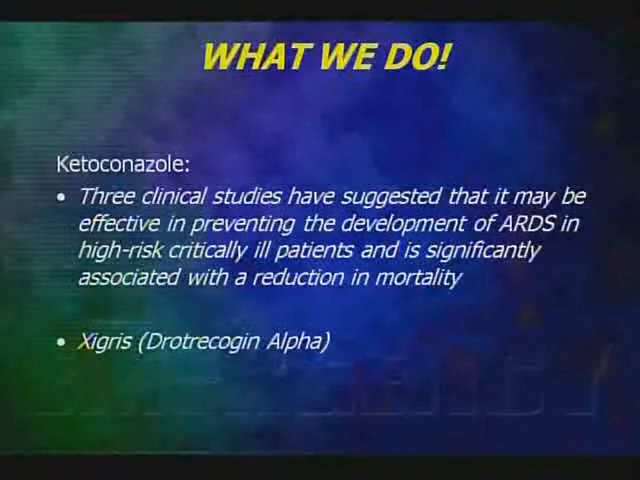 WHAT WE DO!
Ketoconazole:
• Three clinical studies have suggested that it may be
effective in preventing the development of ARDS in
high-risk critically ill patients and is significantly
associated with a reduction in mortality
• Xigris (Drotrecogin Alpha)